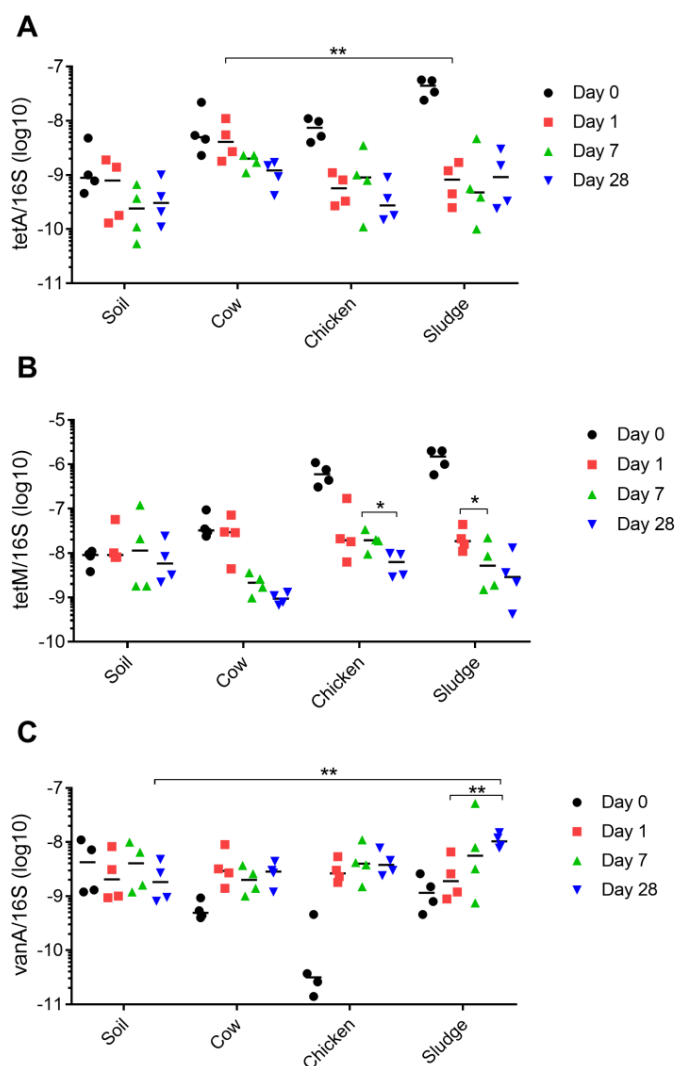 A
**
-7
-8
-9
-10
-11
tetA/16S (log10)
Soil
Cow
Chicken
Sludge
Day 0
Day 1
Day 7
Day 28
B
-5
-6
-7
-8
-9
-10
tetM/16S (log10)
*
*
Soil
Cow
Chicken
Sludge
Day 0
Day 1
Day 7
Day 28
C
**
**
-7
-8
-9
-10
-11
vanA/16S (log10)
Soil
Cow
Chicken
Sludge
Day 0
Day 1
Day 7
Day 28